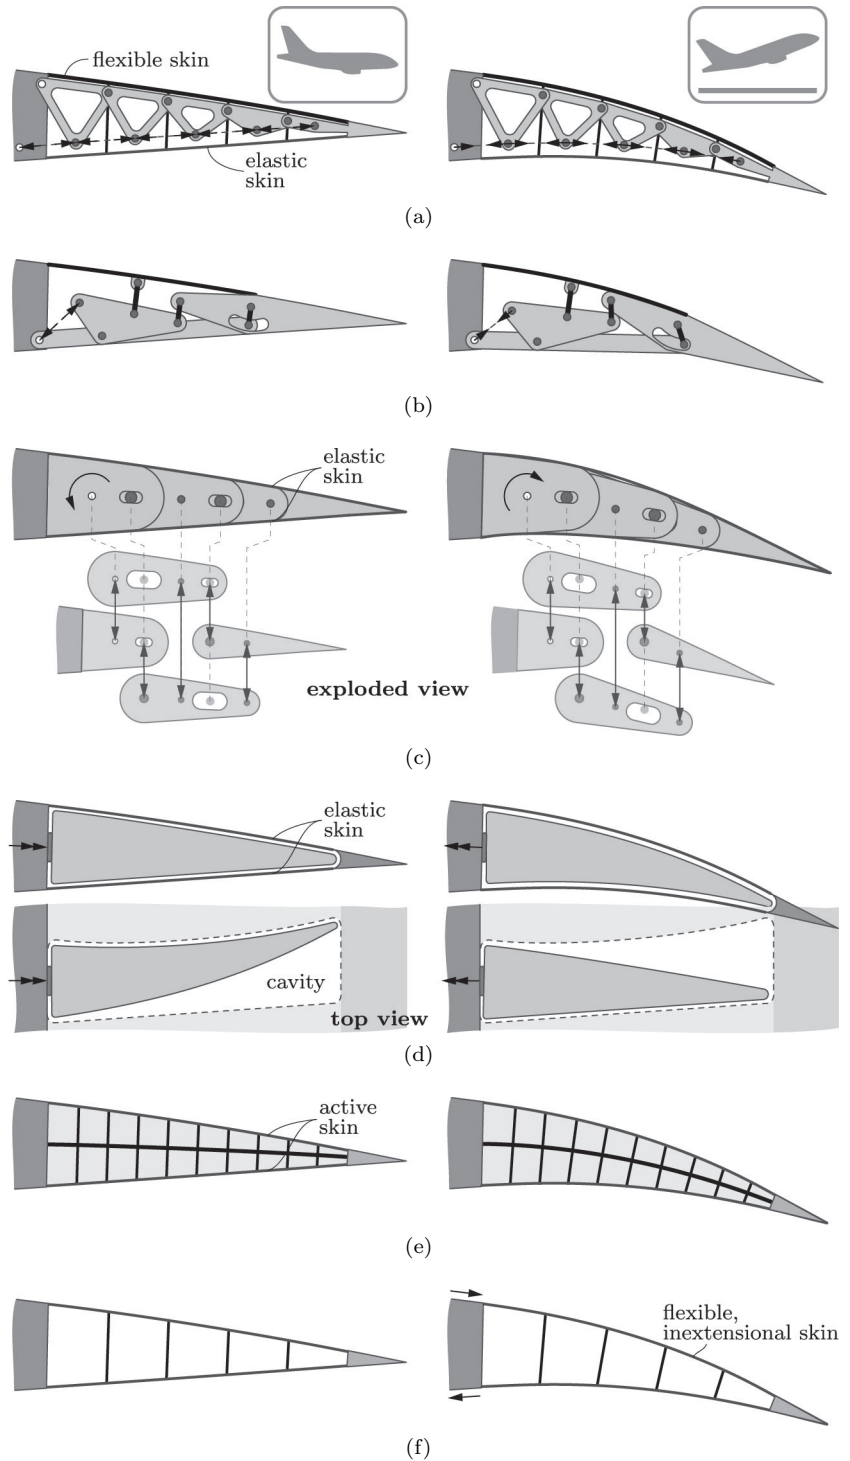 flexible skin
elastic
skin
(a)
(b)
elastic
skin
exploded view
(c)
elastic
skin
cavity
top view
(d)
active
skin
(e)
flexible,
inextensional skin
(f)